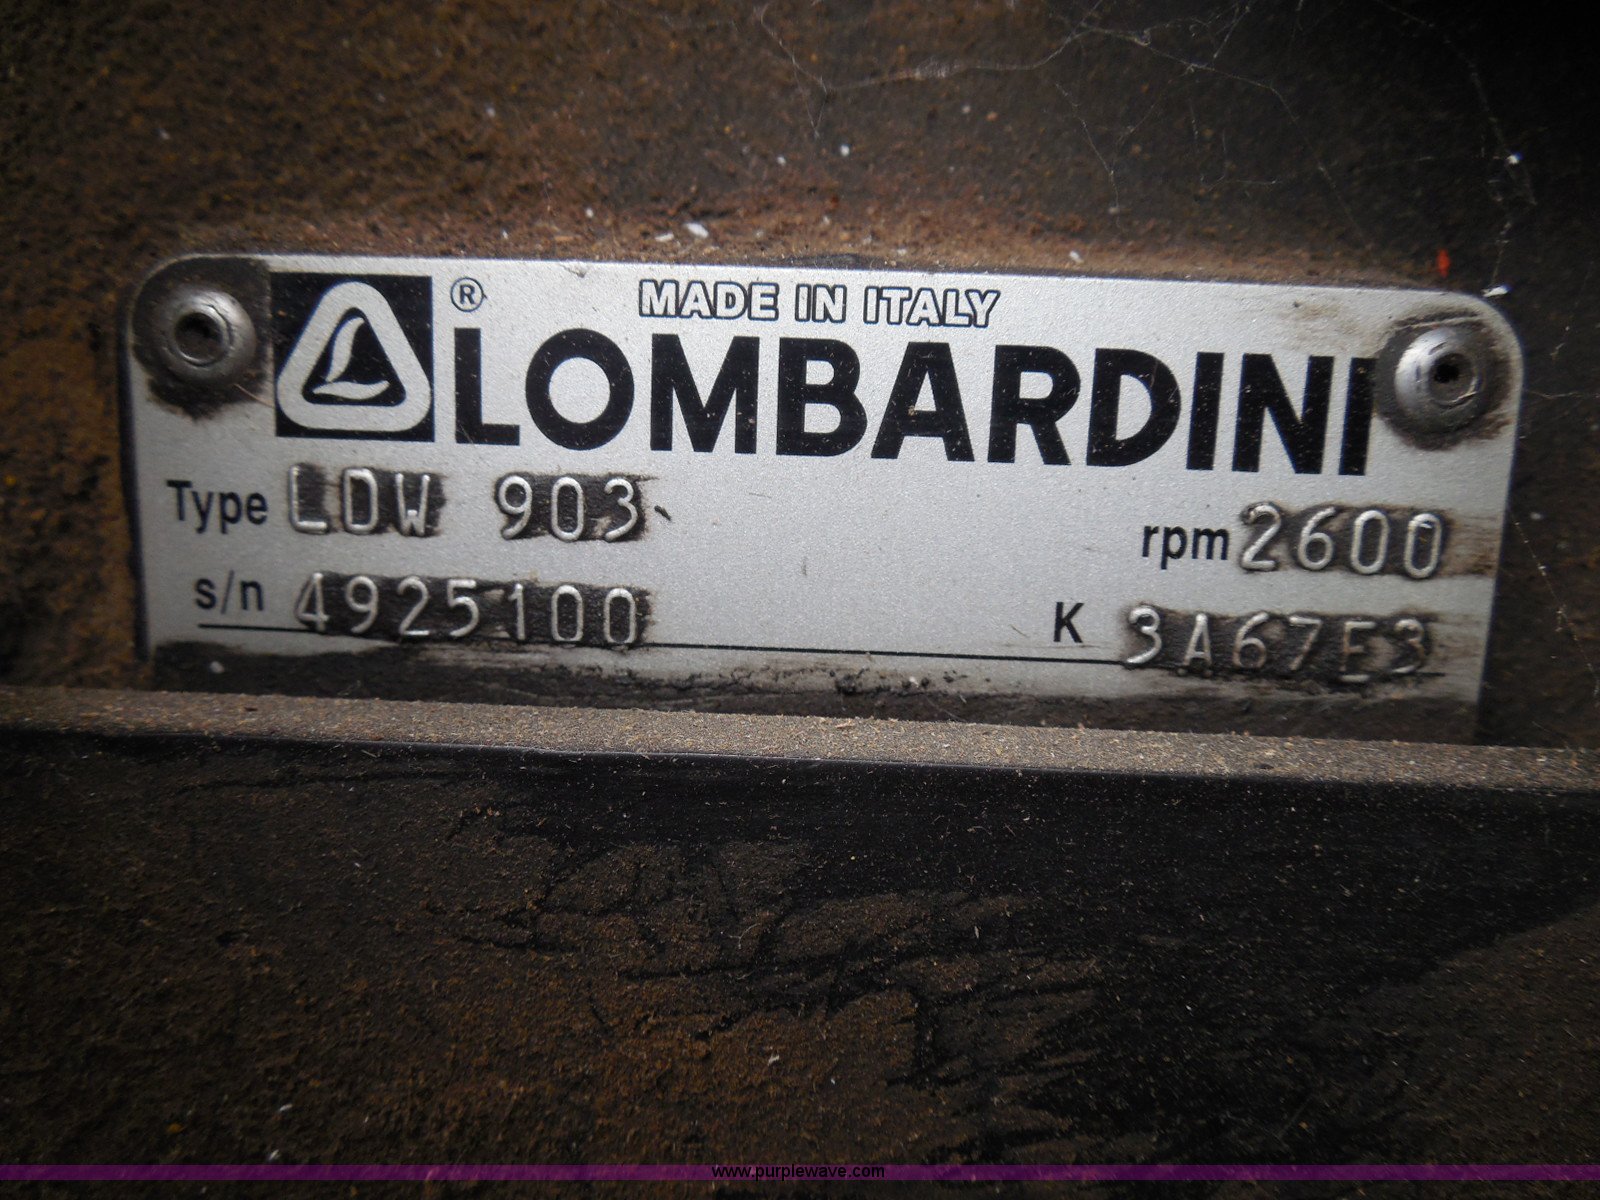 ® MADE IN ITALY
LOMBARDINI
Type LDW 903
rpm 2600
s/n 4925100
K 3A67E3
www.purplewave.com